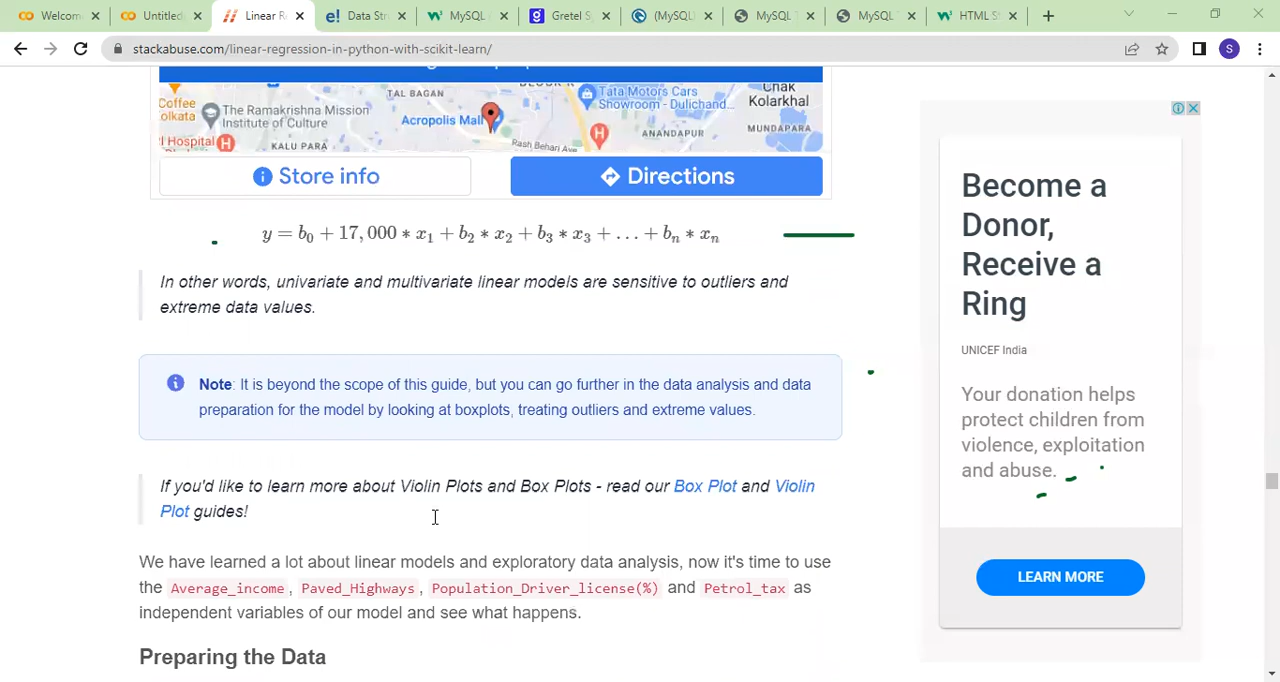 Welcom
Untitled
Linear R
Data Str
MySQL
Gretel S
(MySQL
MySQL T
MySQL T
HTML S
stackabuse.com/linear-regression-in-python-with-scikit-learn/
S
Coffee
Kolkata
The Ramakrishna Mission
Institute of Culture
l Hospital
KALU PARA
TAL BAGAN
Acropolis Mall
Rash Behari Ave
Tata Motors Cars
Showroom - Dulichand...
ANANDAPUR
Chak
Kolarkhal
MUNDAPARA
Store info
Directions
y = b₀ + 17,000 ∗ x₁ + b₂ ∗ x₂ + b₃ ∗ x₃ + … + bₙ ∗ xₙ
In other words, univariate and multivariate linear models are sensitive to outliers and
extreme data values.
Note: It is beyond the scope of this guide, but you can go further in the data analysis and data
preparation for the model by looking at boxplots, treating outliers and extreme values.
If you'd like to learn more about Violin Plots and Box Plots - read our Box Plot and Violin
Plot guides!
We have learned a lot about linear models and exploratory data analysis, now it's time to use
the Average_income, Paved_Highways, Population_Driver_license(%) and Petrol_tax as
independent variables of our model and see what happens.
Preparing the Data
Become a
Donor,
Receive a
Ring
UNICEF India
Your donation helps
protect children from
violence, exploitation
and abuse.
LEARN MORE